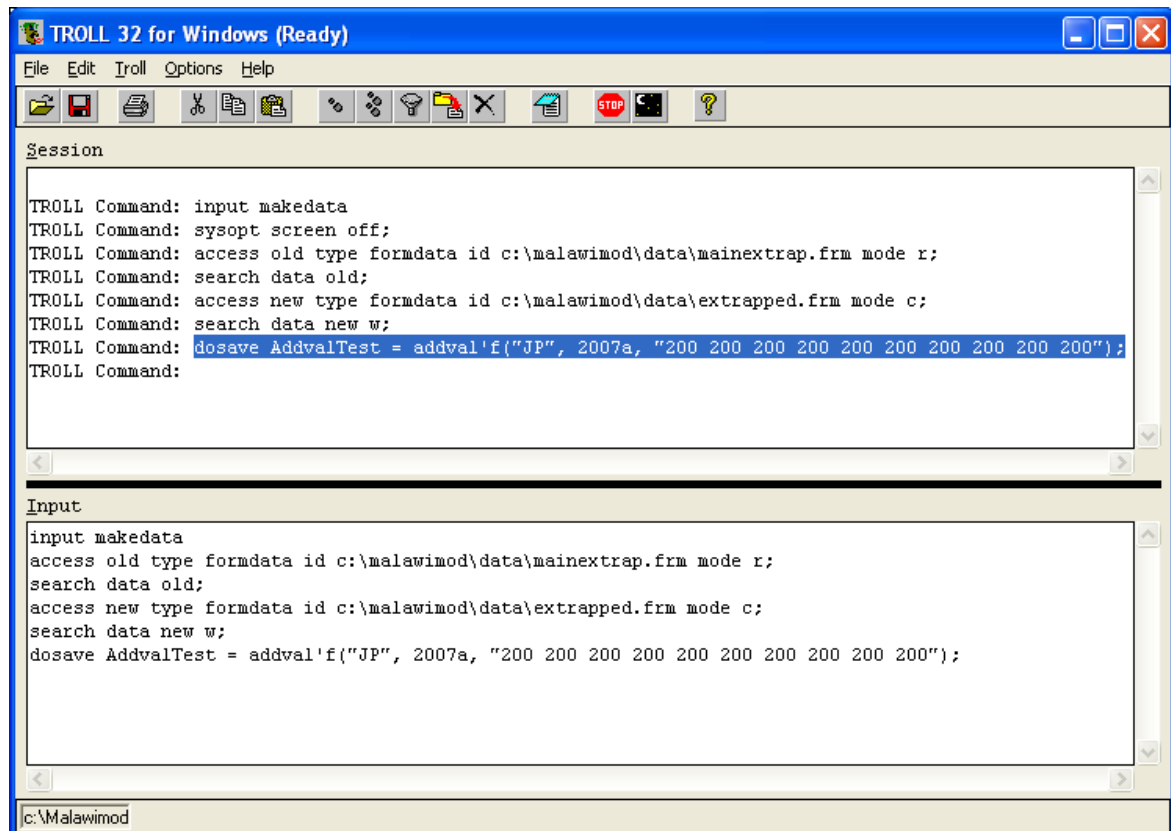 TROLL 32 for Windows (Ready)
File Edit Troll Options Help
STOP ?
Session
TROLL Command: input makedata
TROLL Command: sysopt screen off;
TROLL Command: access old type formdata id c:\malawimod\data\mainextrap.frm mode r;
TROLL Command: search data old;
TROLL Command: access new type formdata id c:\malawimod\data\extrapped.frm mode c;
TROLL Command: search data new w;
TROLL Command: dosave AddvalTest = addval'f("JP", 2007a, "200 200 200 200 200 200 200 200 200 200");
TROLL Command:
Input
input makedata
access old type formdata id c:\malawimod\data\mainextrap.frm mode r;
search data old;
access new type formdata id c:\malawimod\data\extrapped.frm mode c;
search data new w;
dosave AddvalTest = addval'f("JP", 2007a, "200 200 200 200 200 200 200 200 200 200");
c:\Malawimod